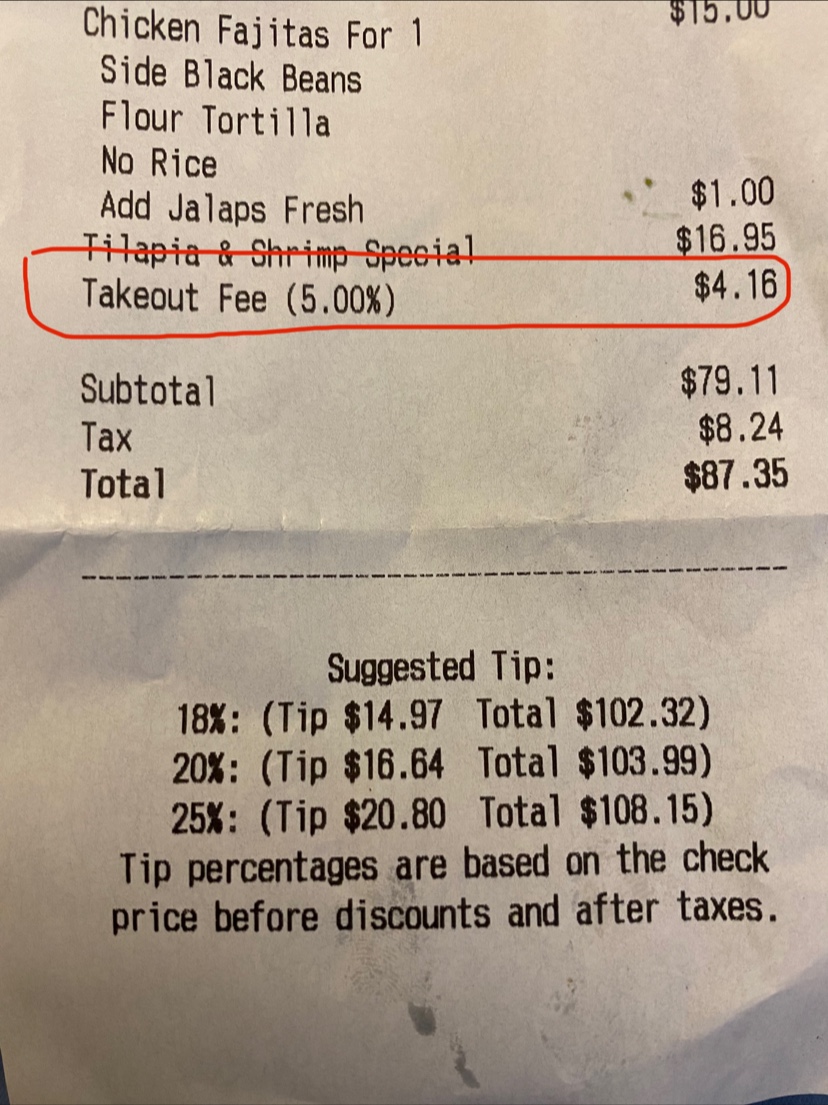 Chicken Fajitas For 1 $15.00
Side Black Beans
Flour Tortilla
No Rice
Add Jalaps Fresh $1.00
Tilapia & Shrimp Special $16.95
Takeout Fee (5.00%) $4.16
Subtotal $79.11
Tax $8.24
Total $87.35
Suggested Tip:
18%: (Tip $14.97 Total $102.32)
20%: (Tip $16.64 Total $103.99)
25%: (Tip $20.80 Total $108.15)
Tip percentages are based on the check
price before discounts and after taxes.